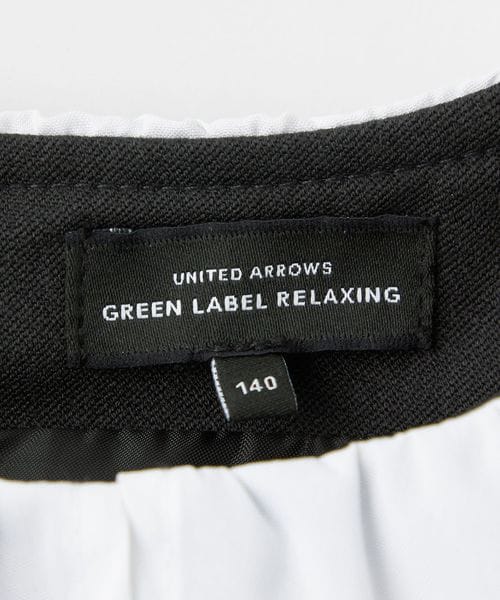 UNITED ARROWS
GREEN LABEL RELAXING
140